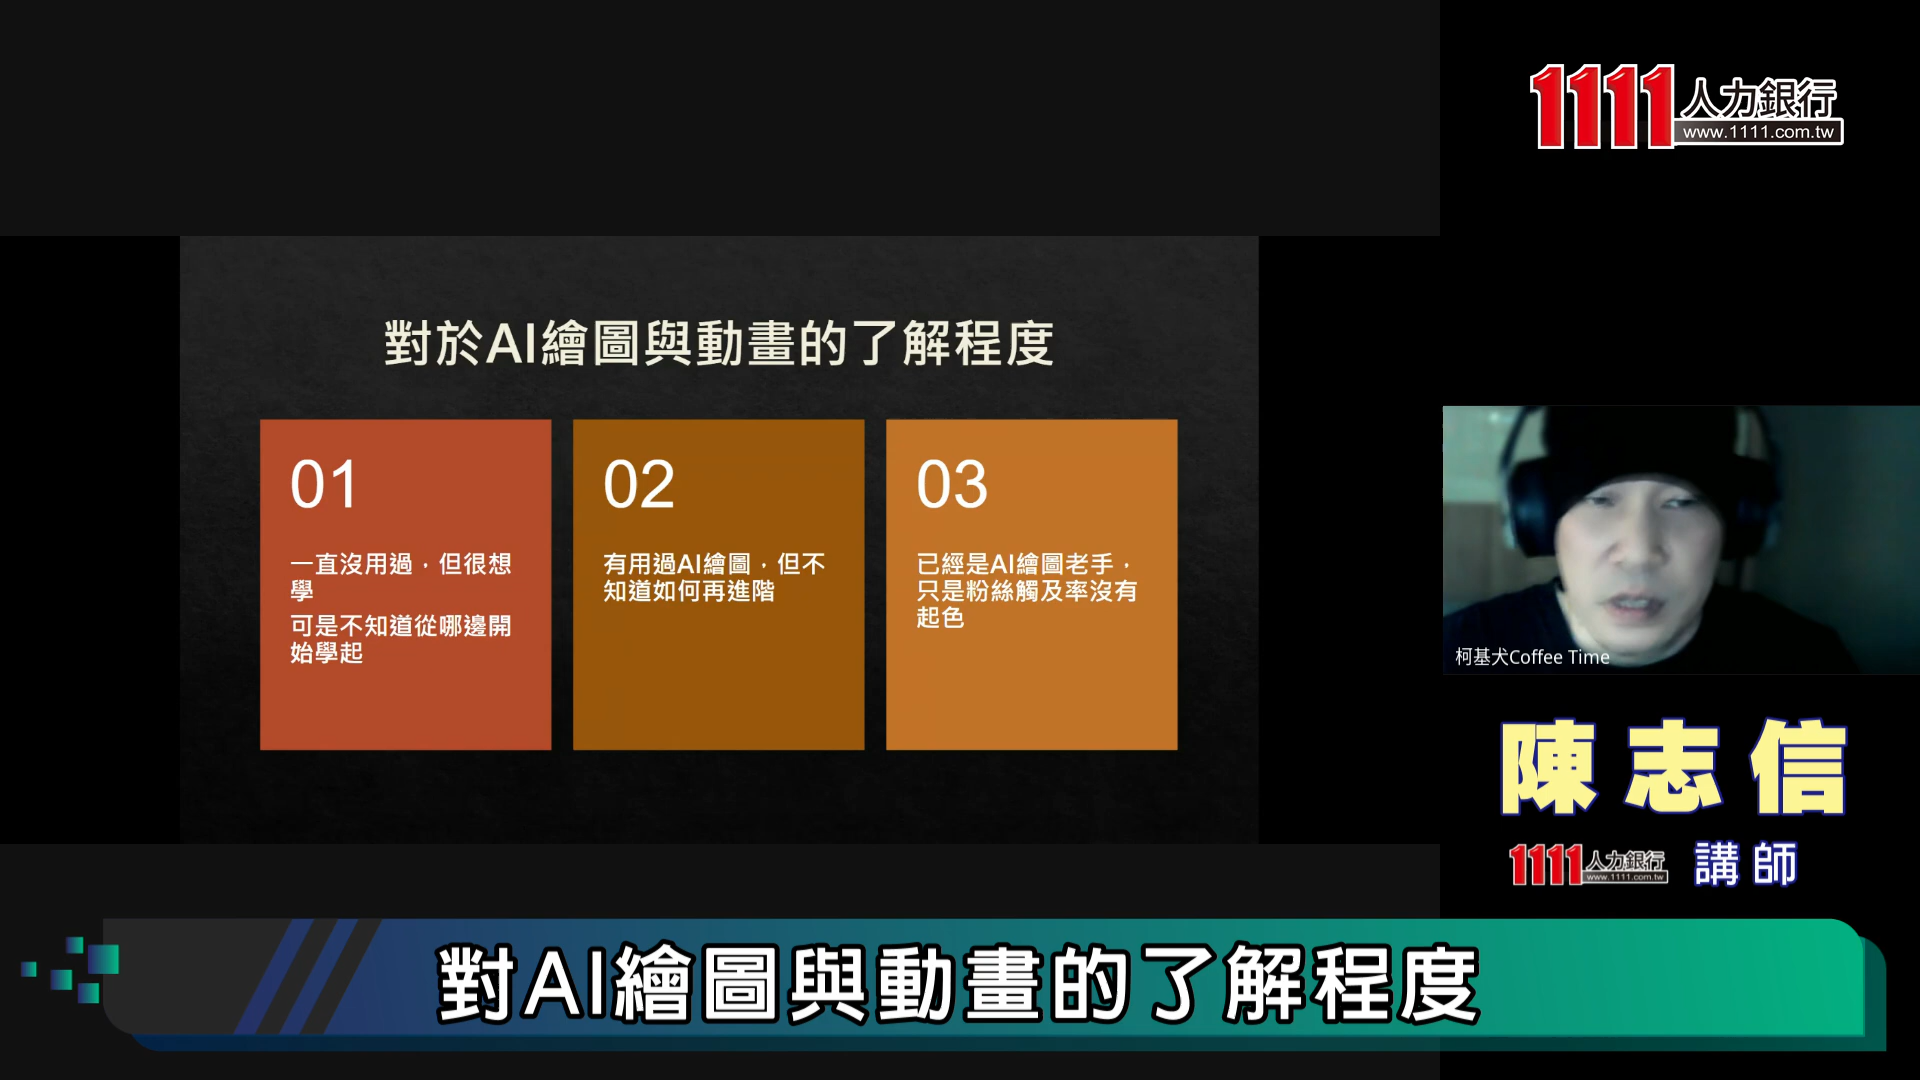 1111人力銀行
www.1111.com.tw
對於AI繪圖與動畫的了解程度
01
一直沒用過，但很想
學
可是不知道從哪邊開
始學起
02
有用過AI繪圖，但不
知道如何再進階
03
已經是AI繪圖老手，
只是粉絲觸及率沒有
起色
柯基犬Coffee Time
陳志信
1111人力銀行
www.1111.com.tw
講師
對AI繪圖與動畫的了解程度